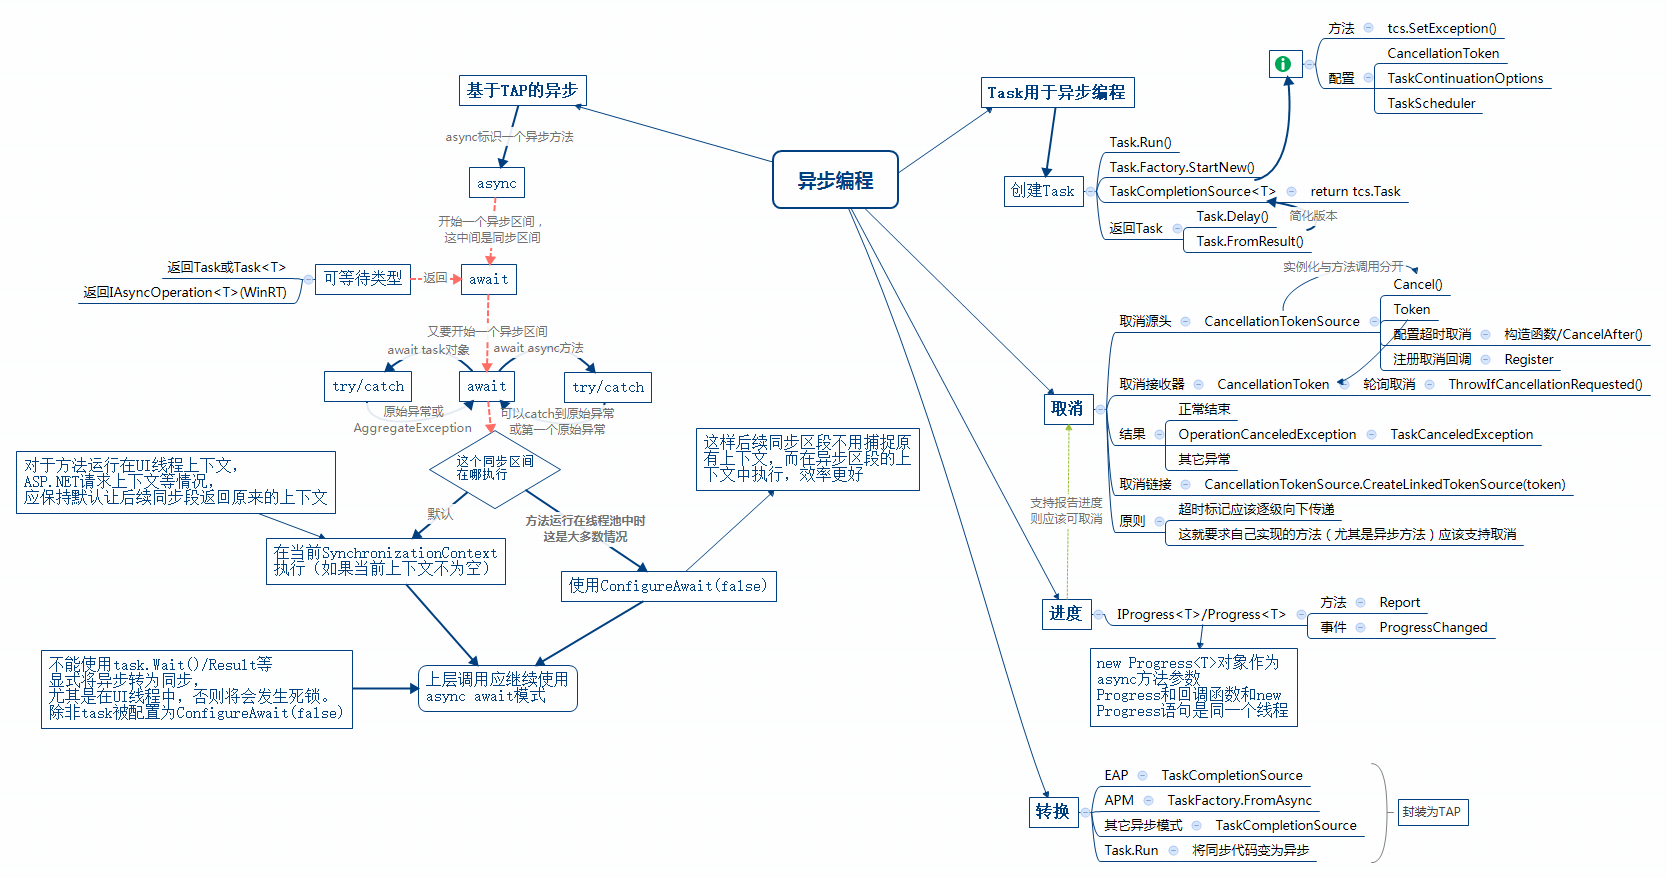 异步编程
基于TAP的异步
async标识一个异步方法
async
开始一个异步区间，
这中间是同步区间
返回Task或Task<T>
返回IAsyncOperation<T>(WinRT)
可等待类型
返回
await
又要开始一个异步区间
await task对象
await async方法
try/catch
await
try/catch
原始异常或
AggregateException
可以catch到原始异常
或第一个原始异常
这个同步区间
在哪执行
对于方法运行在UI线程上下文，
ASP.NET请求上下文等情况，
应保持默认让后续同步段返回原来的上下文
这样后续同步区段不用捕捉原
有上下文，而在异步区段的上
下文中执行，效率更好
默认
方法运行在线程池中时
这是大多数情况
在当前SynchronizationContext
执行（如果当前上下文不为空）
使用ConfigureAwait(false)
不能使用task.Wait()/Result等
显式将异步转为同步，
尤其是在UI线程中，否则将会发生死锁。
除非task被配置为ConfigureAwait(false)
上层调用应继续使用
async await模式
Task用于异步编程
创建Task
Task.Run()
Task.Factory.StartNew()
TaskCompletionSource<T>
return tcs.Task
返回Task
Task.Delay()
Task.FromResult()
简化版本
方法
tcs.SetException()
配置
CancellationToken
TaskContinuationOptions
TaskScheduler
取消
取消源头
CancellationTokenSource
实例化与方法调用分开
Cancel()
Token
配置超时取消
构造函数/CancelAfter()
注册取消回调
Register
取消接收器
CancellationToken
轮询取消
ThrowIfCancellationRequested()
结果
正常结束
OperationCanceledException
TaskCanceledException
其它异常
取消链接
CancellationTokenSource.CreateLinkedTokenSource(token)
原则
超时标记应该逐级向下传递
这就要求自己实现的方法（尤其是异步方法）应该支持取消
支持报告进度
则应该可取消
进度
IProgress<T>/Progress<T>
方法
Report
事件
ProgressChanged
new Progress<T>对象作为
async方法参数
Progress和回调函数和new
Progress语句是同一个线程
转换
EAP
TaskCompletionSource
APM
TaskFactory.FromAsync
其它异步模式
TaskCompletionSource
Task.Run
将同步代码变为异步
封装为TAP